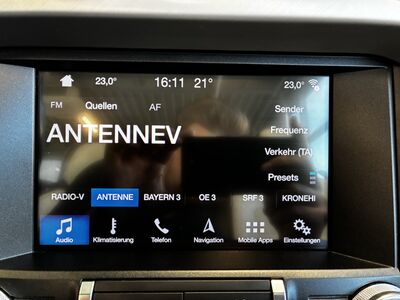 23,0° 16:11 21° 23,0°
FM Quellen AF Sender
Frequenz
ANTENNEV
Verkehr (TA)
Presets
RADIO-V ANTENNE BAYERN 3 OE 3 SRF 3 KRONEHI
Audio Klimatisierung Telefon Navigation Mobile Apps Einstellungen